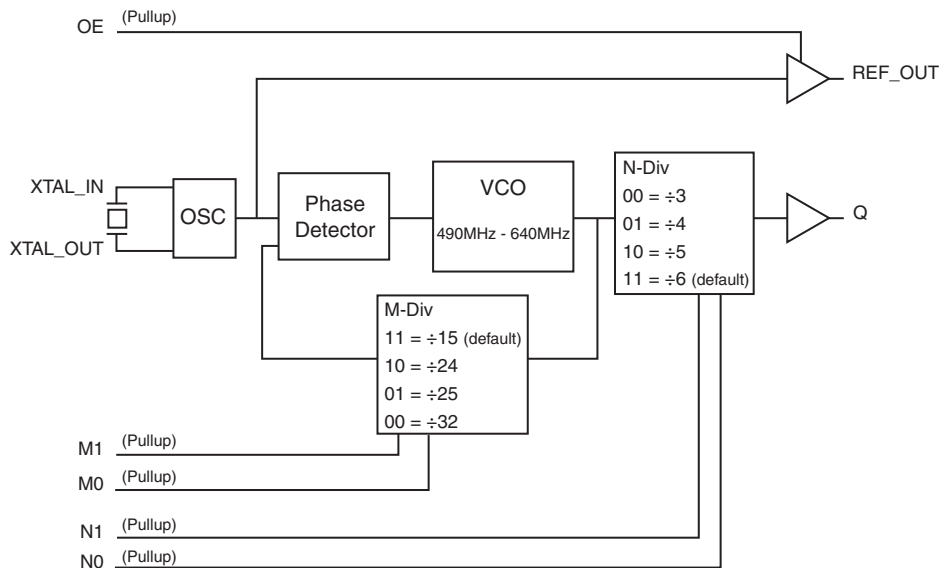 OE (Pullup)
REF_OUT
XTAL_IN
XTAL_OUT
OSC
Phase
Detector
VCO
490MHz - 640MHz
N-Div
00 = ÷3
01 = ÷4
10 = ÷5
11 = ÷6 (default)
Q
M-Div
11 = ÷15 (default)
10 = ÷24
01 = ÷25
00 = ÷32
M1 (Pullup)
M0 (Pullup)
N1 (Pullup)
N0 (Pullup)